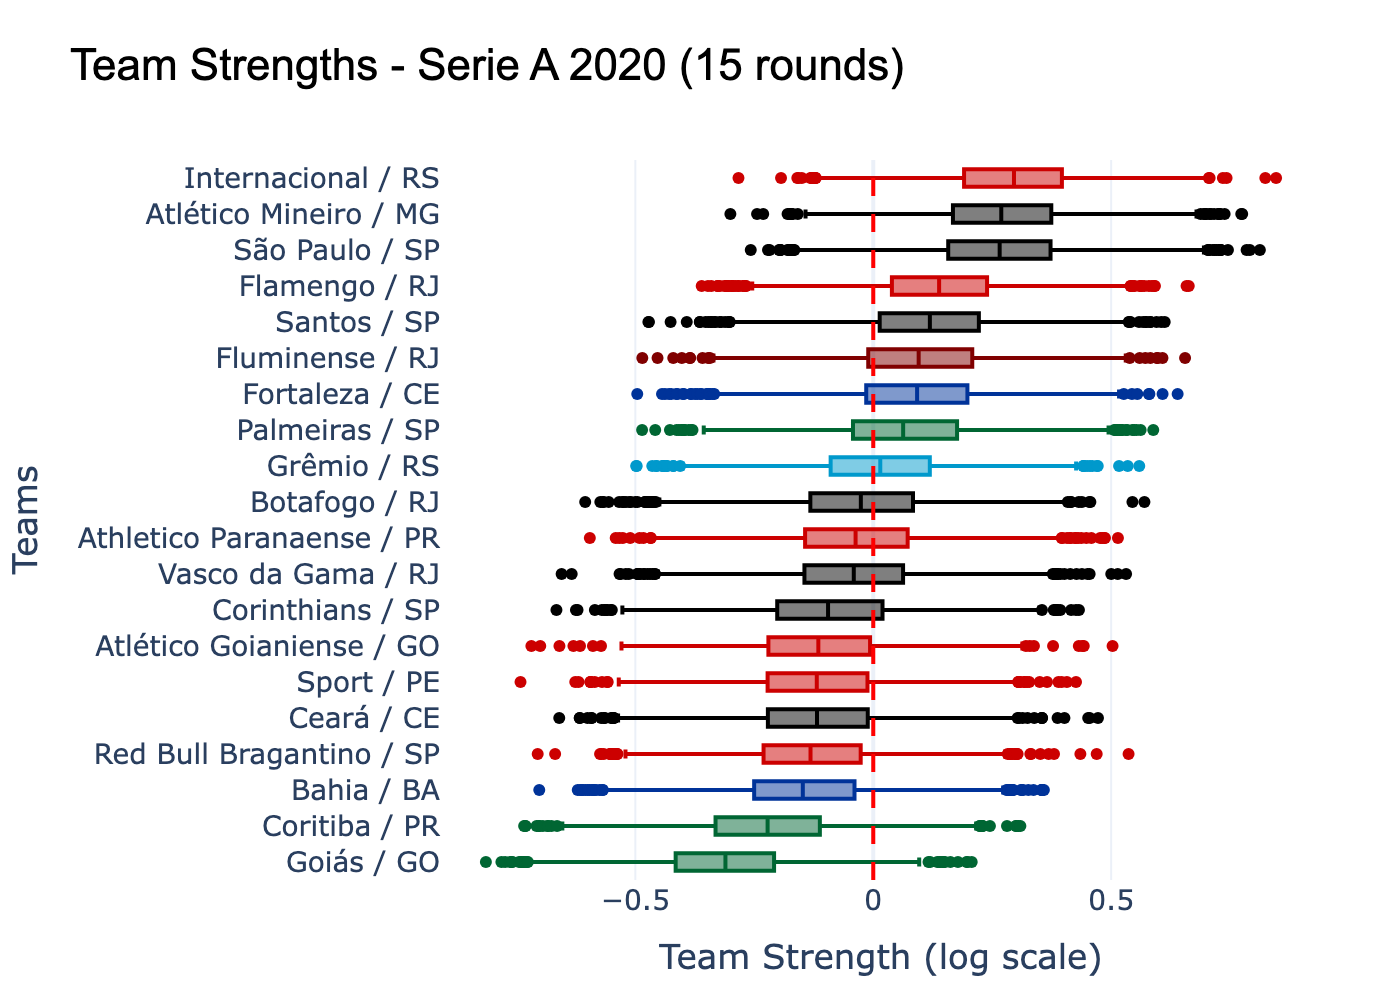 Team Strengths - Serie A 2020 (15 rounds)
Internacional / RS
Atlético Mineiro / MG
São Paulo / SP
Flamengo / RJ
Santos / SP
Fluminense / RJ
Fortaleza / CE
Palmeiras / SP
Grêmio / RS
Botafogo / RJ
Athletico Paranaense / PR
Vasco da Gama / RJ
Corinthians / SP
Atlético Goianiense / GO
Sport / PE
Ceará / CE
Red Bull Bragantino / SP
Bahia / BA
Coritiba / PR
Goiás / GO
Teams
−0.5 0 0.5
Team Strength (log scale)